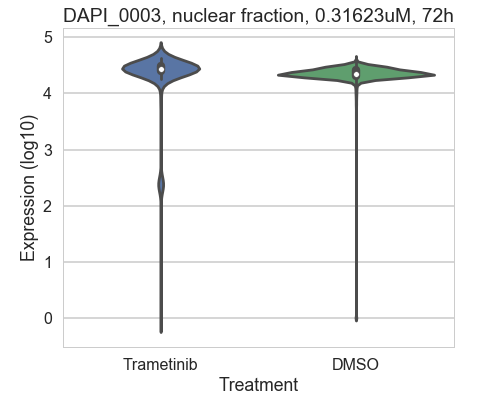 DAPI_0003, nuclear fraction, 0.31623uM, 72h
5
4
3
2
1
0
Expression (log10)
Trametinib
DMSO
Treatment